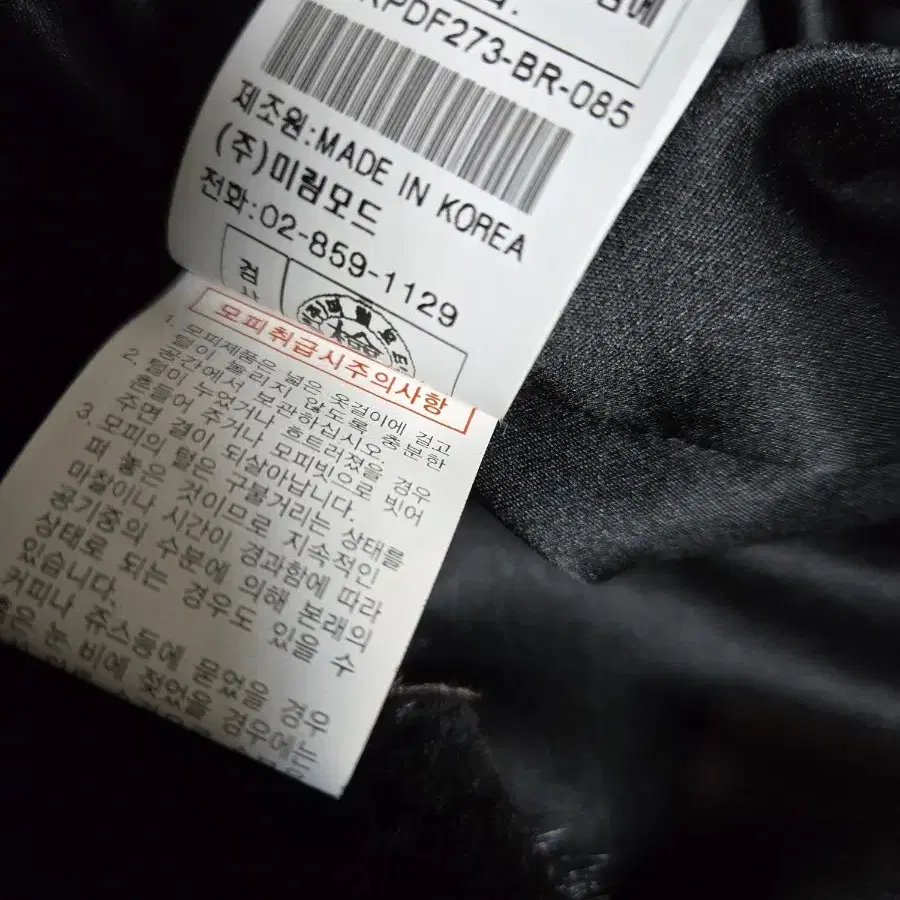 KPDF273-BR-085
제조원:MADE IN KOREA
(주)미림모드
전화:02-859-1129
검
모피취급시주의사항
1. 모피제품은 넓은 옷걸이에 걸고
털이 눌리지 않도록 충분한
공간에서 보관하십시오
2. 털이 누웠거나 흐트러졌을 경우
흔들어 주거나 모피빗으로 빗어
주면 되살아납니다.
3. 모피의 결이
퍼 털은 구불거리는 상태를
것이므로 지속적인
마찰이나 시간이 경과함에 따라
공기중의 수분에 의해 본래의
상태로 되는 경우도 있을 수
있습니다.
커피나 쥬스등에 묻었을 경우
눈 비에 젖었을 경우에는